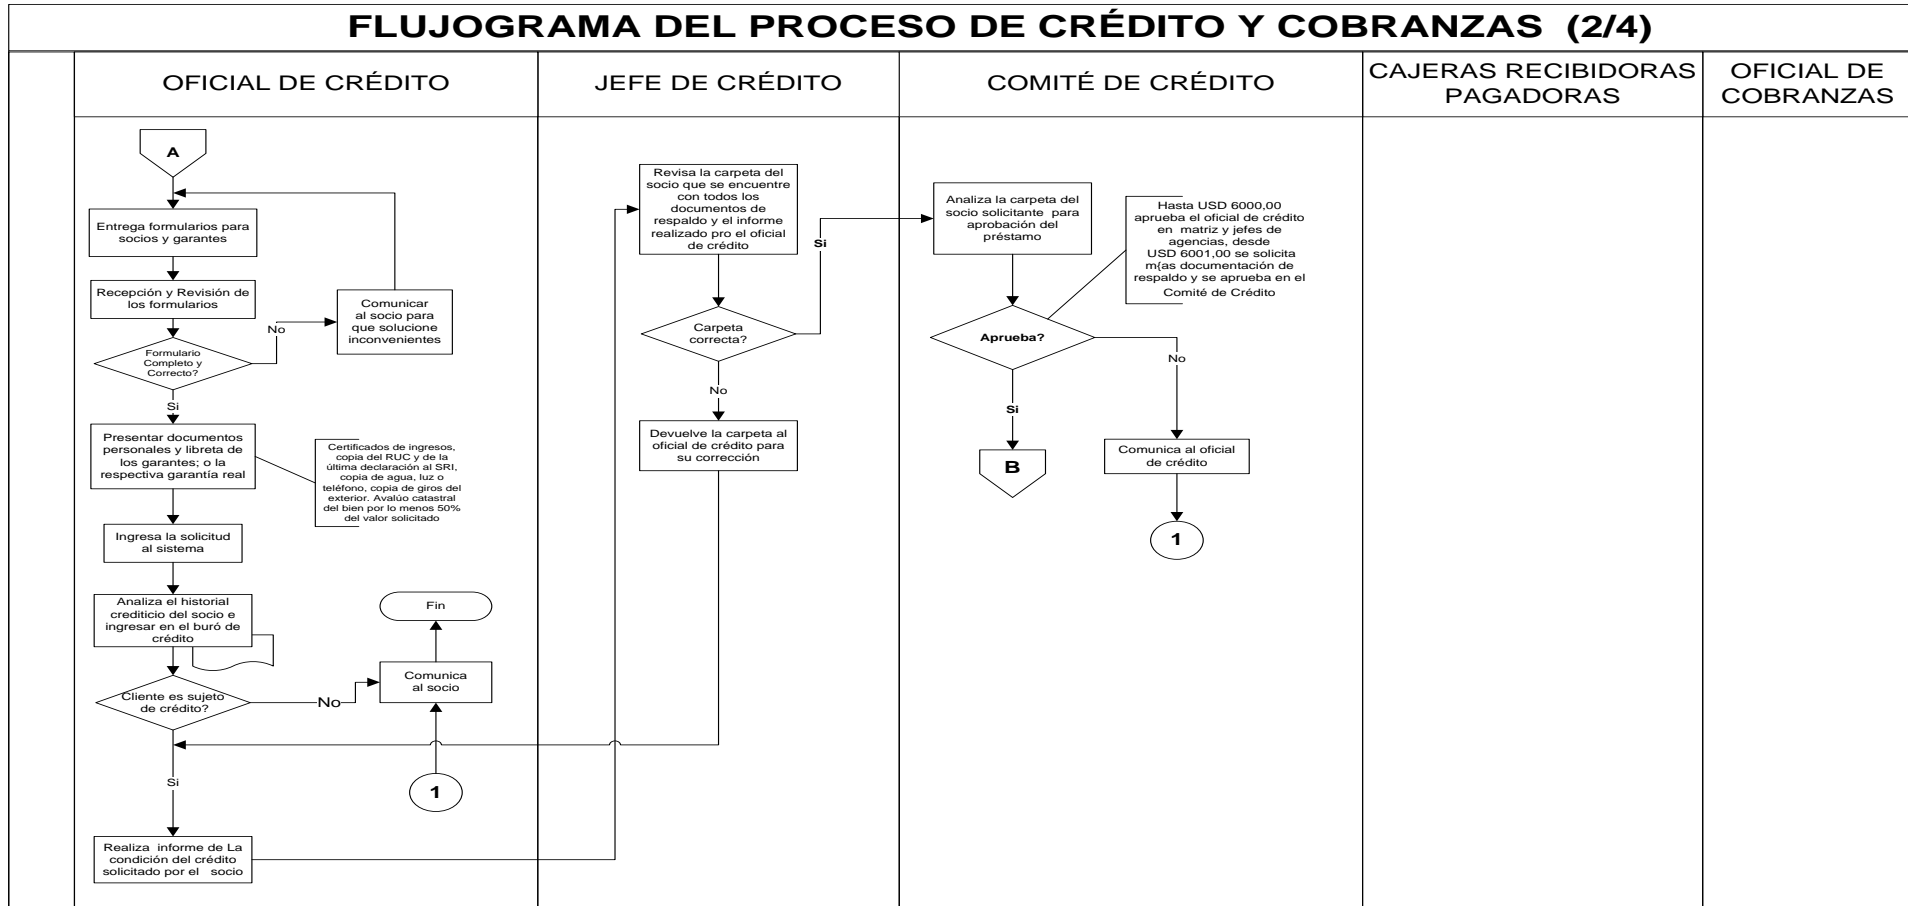 FLUJOGRAMA DEL PROCESO DE CRÉDITO Y COBRANZAS (2/4)
OFICIAL DE CRÉDITO
JEFE DE CRÉDITO
COMITÉ DE CRÉDITO
CAJERAS RECIBIDORAS
PAGADORAS
OFICIAL DE
COBRANZAS
A
Entrega formularios para
socios y garantes
Recepción y Revisión de
los formularios
Formulario
Completo y
Correcto?
No
Comunicar
al socio para
que solucione
inconvenientes
Si
Presentar documentos
personales y libreta de
los garantes; o la
respectiva garantía real
Certificados de ingresos,
copia del RUC y de la
última declaración al SRI,
copia de agua, luz o
teléfono, copia de giros del
exterior. Avalúo catastral
del bien por lo menos 50%
del valor solicitado
Ingresa la solicitud
al sistema
Analiza el historial
crediticio del socio e
ingresar en el buró de
crédito
Cliente es sujeto
de crédito?
No
Comunica
al socio
Fin
1
Si
Realiza informe de La
condición del crédito
solicitado por el socio
Revisa la carpeta del
socio que se encuentre
con todos los
documentos de
respaldo y el informe
realizado pro el oficial
de crédito
Carpeta
correcta?
Si
No
Devuelve la carpeta al
oficial de crédito para
su corrección
Analiza la carpeta del
socio solicitante para
aprobación del
préstamo
Hasta USD 6000,00
aprueba el oficial de crédito
en matriz y jefes de
agencias, desde
USD 6001,00 se solicita
m{as documentación de
respaldo y se aprueba en el
Comité de Crédito
Aprueba?
No
Si
B
Comunica al oficial
de crédito
1